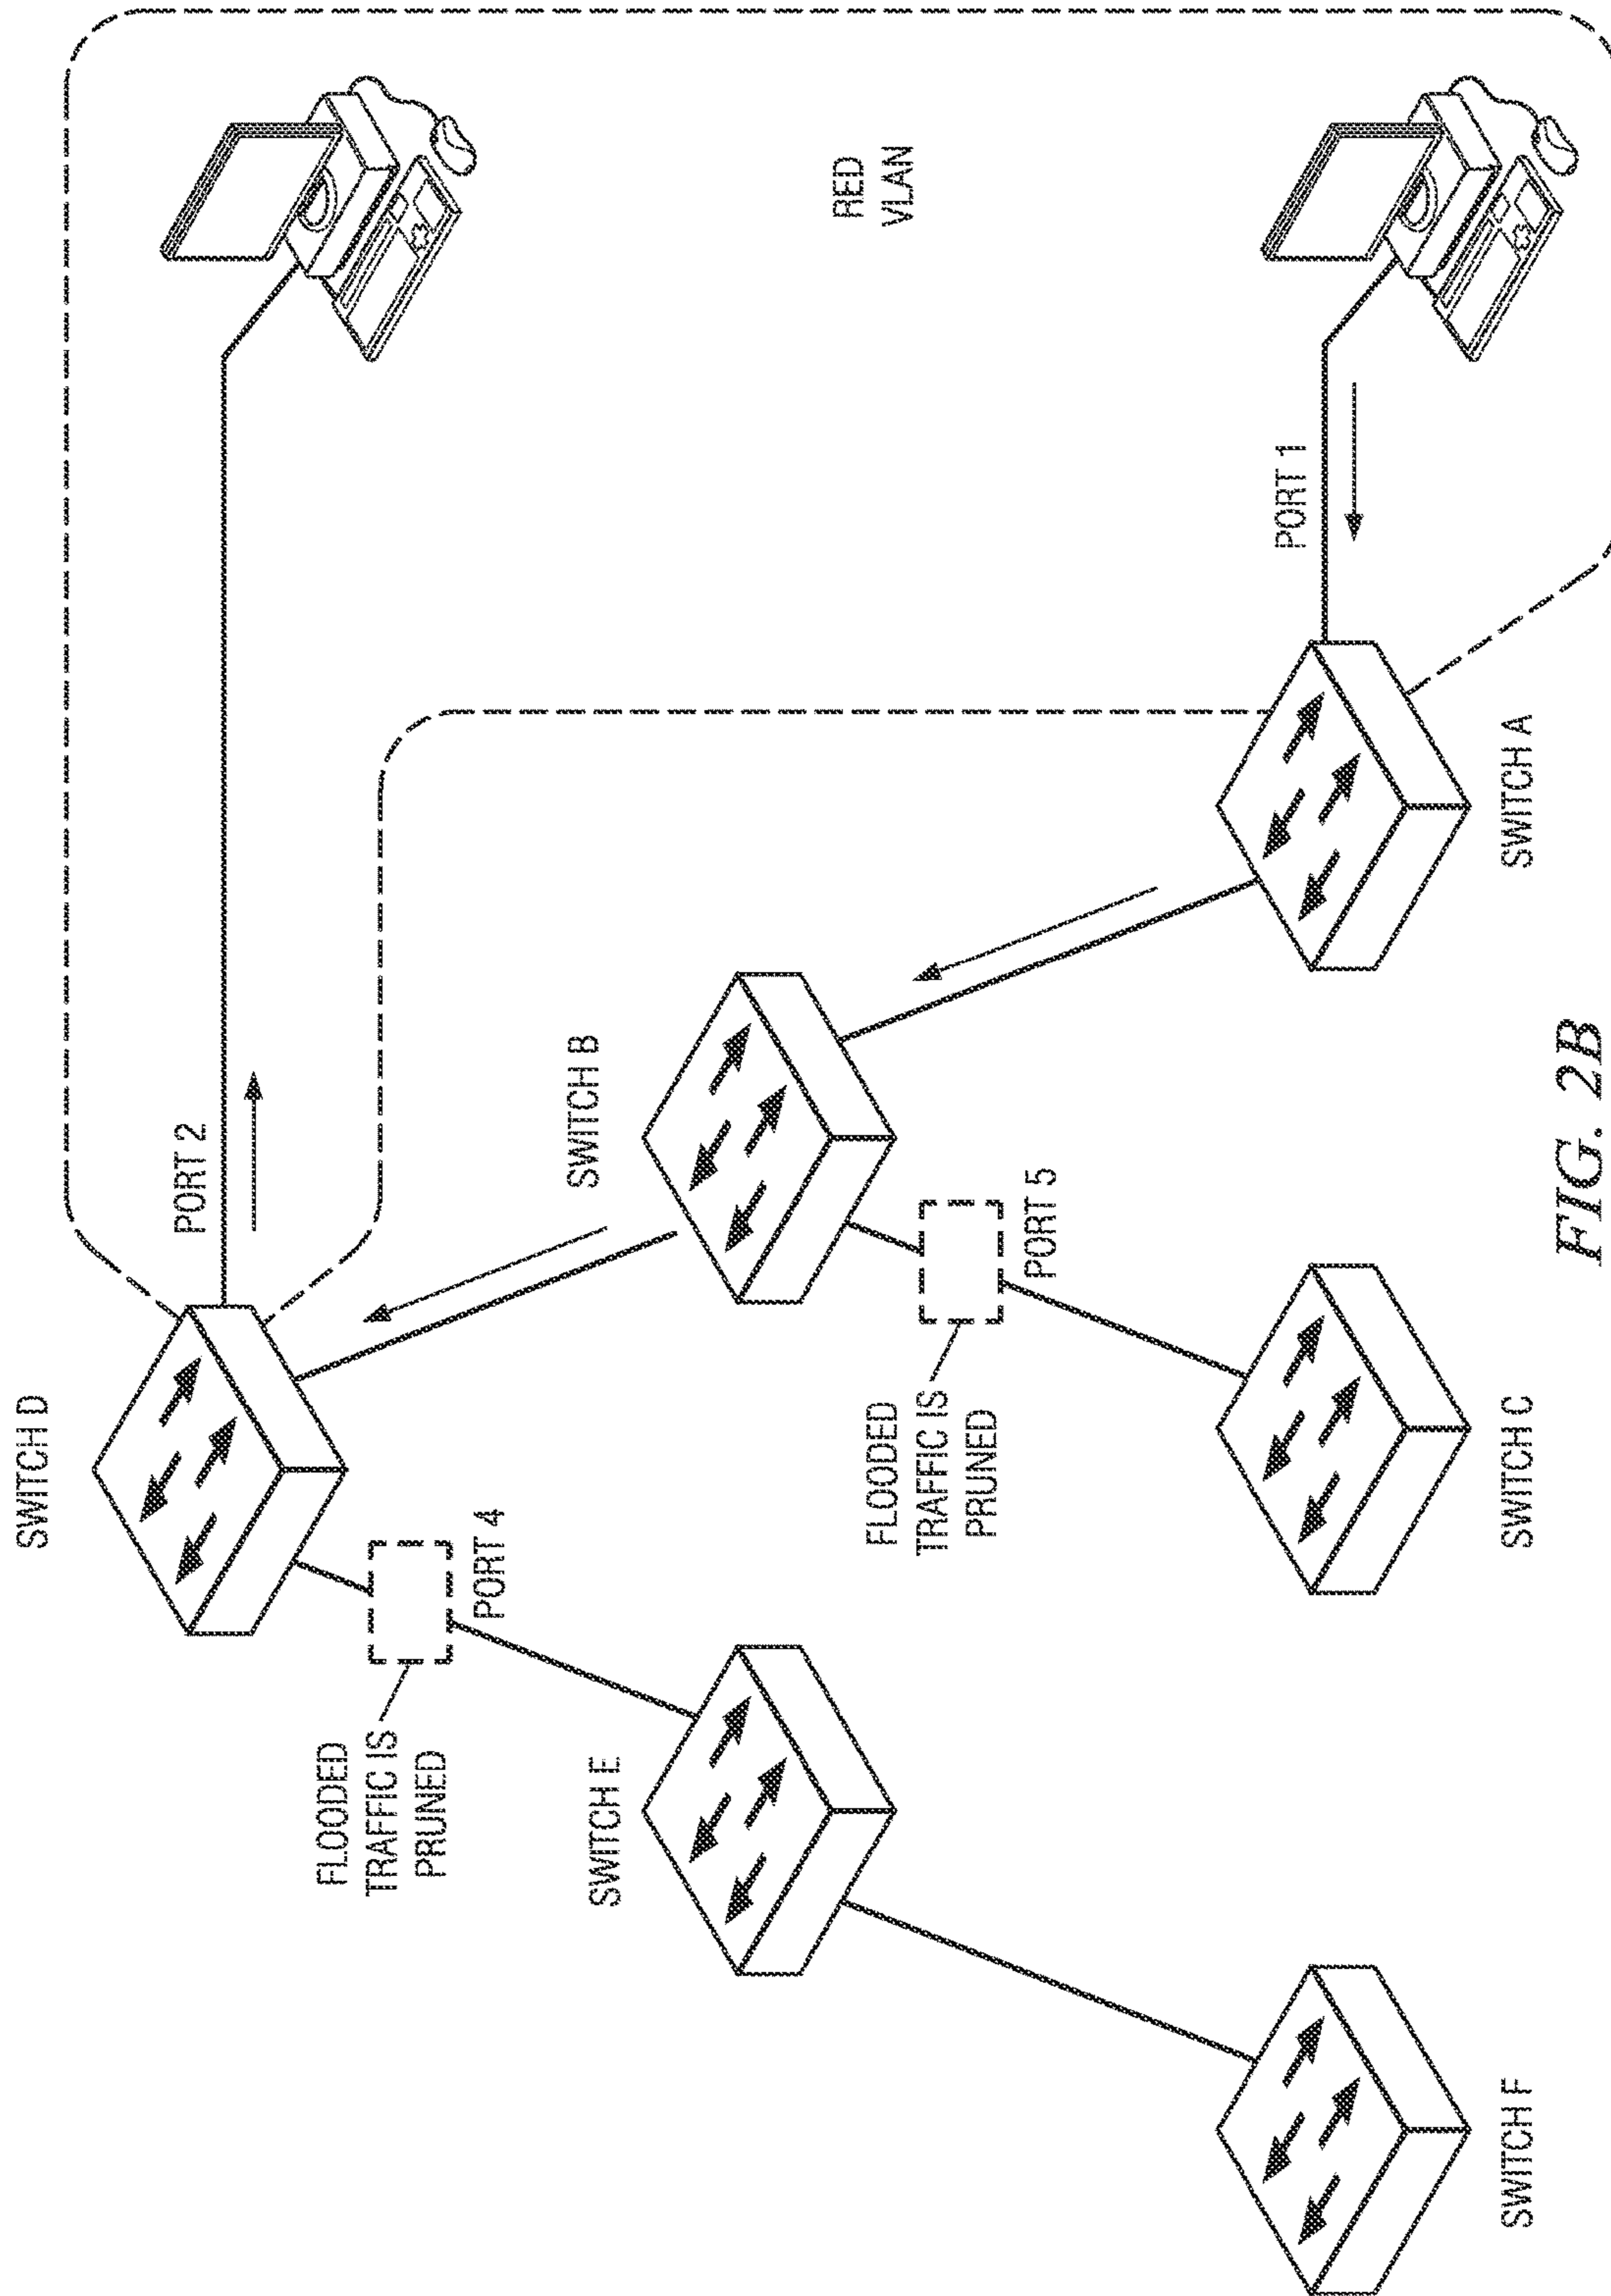 SWITCH D
PORT 2
PORT 4
FLOODED
TRAFFIC IS
PRUNED
SWITCH E
SWITCH B
RED
VLAN
PORT 5
FLOODED
TRAFFIC IS
PRUNED
PORT 1
SWITCH F
SWITCH C
SWITCH A
FIG. 2B